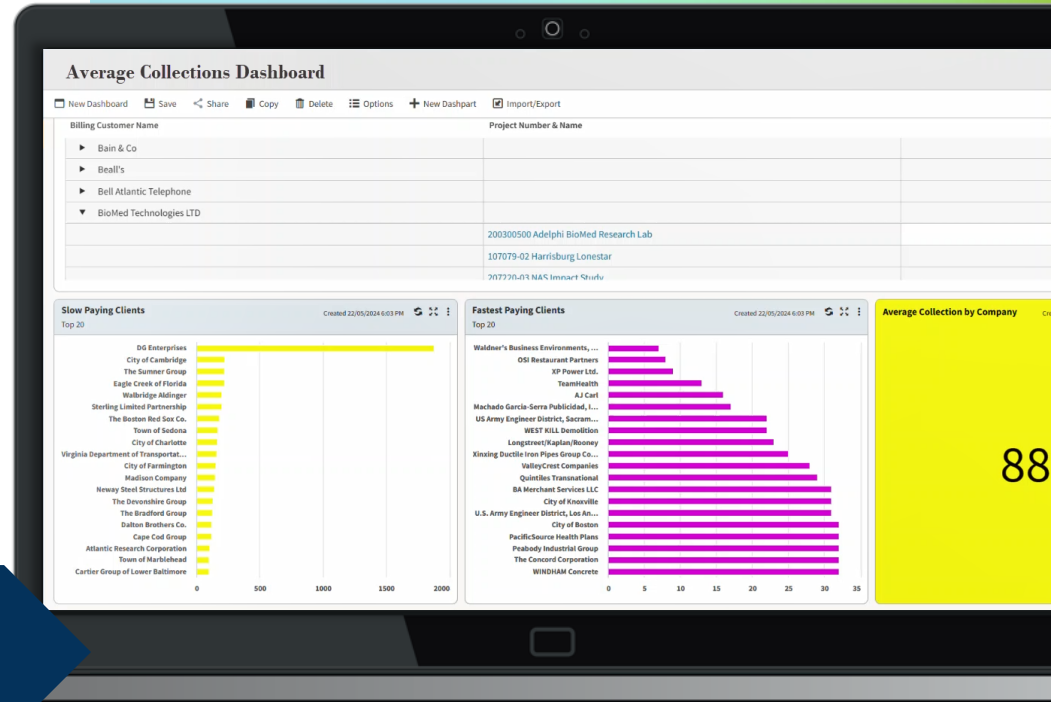 Average Collections Dashboard
New Dashboard Save Share Copy Delete Options New Dashpart Import/Export
Billing Customer Name Project Number & Name
Bain & Co
Beall's
Bell Atlantic Telephone
BioMed Technologies LTD
200300500 Adelphi BioMed Research Lab
107079-02 Harrisburg Lonestar
207220-03 NAS Impact Study
Slow Paying Clients
Created 22/05/2024 6:03 PM
Top 20
DG Enterprises
City of Cambridge
The Sumner Group
Eagle Creek of Florida
Walbridge Aldinger
Sterling Limited Partnership
The Boston Red Sox Co.
Town of Sedona
City of Charlotte
Virginia Department of Transportat...
City of Farmington
Madison Company
Neway Steel Structures Ltd
The Devonshire Group
The Bradford Group
Dalton Brothers Co.
Cape Cod Group
Atlantic Research Corporation
Town of Marblehead
Cartier Group of Lower Baltimore
0 500 1000 1500 2000
Fastest Paying Clients
Created 22/05/2024 6:03 PM
Top 20
Waldner's Business Environments, ...
OSI Restaurant Partners
XP Power Ltd.
TeamHealth
AJ Carl
Machado Garcia-Serra Publicidad, I...
US Army Engineer District, Sacram...
WEST KILL Demolition
Longstreet/Kaplan/Rooney
Xinxing Ductile Iron Pipes Group Co...
ValleyCrest Companies
Quintiles Transnational
BA Merchant Services LLC
City of Knoxville
U.S. Army Engineer District, Los An...
City of Boston
PacificSource Health Plans
Peabody Industrial Group
The Concord Corporation
WINDHAM Concrete
0 5 10 15 20 25 30 35
Average Collection by Company
88